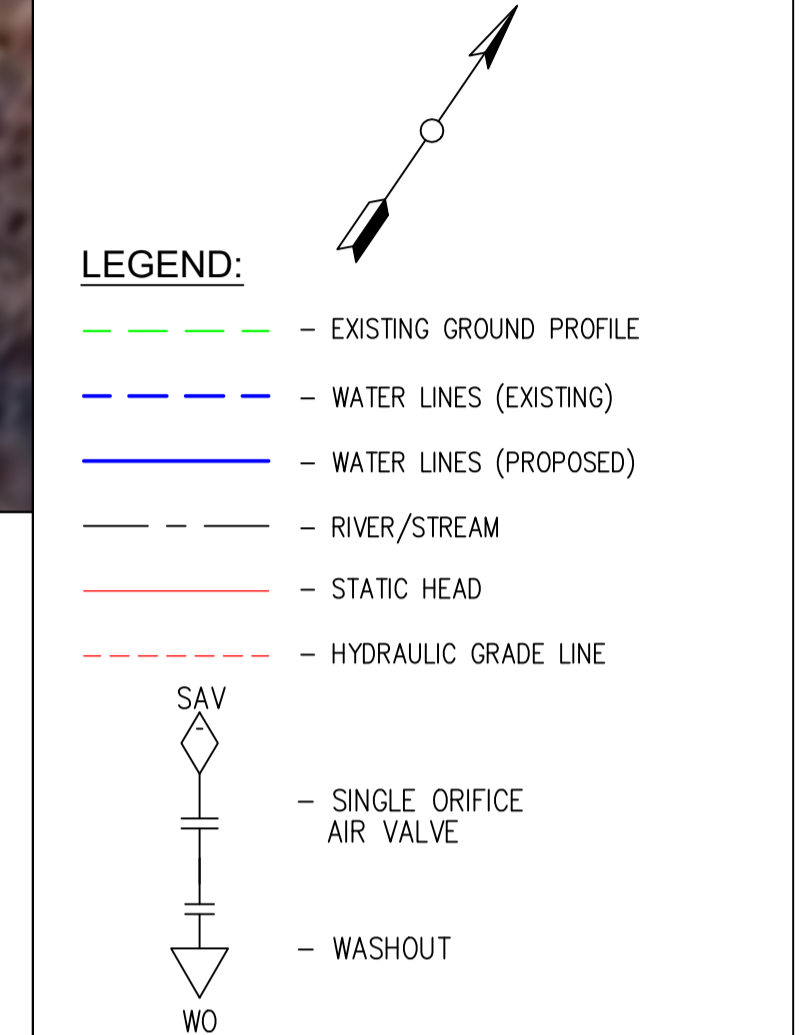 LEGEND:
– EXISTING GROUND PROFILE
– WATER LINES (EXISTING)
– WATER LINES (PROPOSED)
– RIVER/STREAM
– STATIC HEAD
– HYDRAULIC GRADE LINE
SAV
– SINGLE ORIFICE
AIR VALVE
– WASHOUT
WO